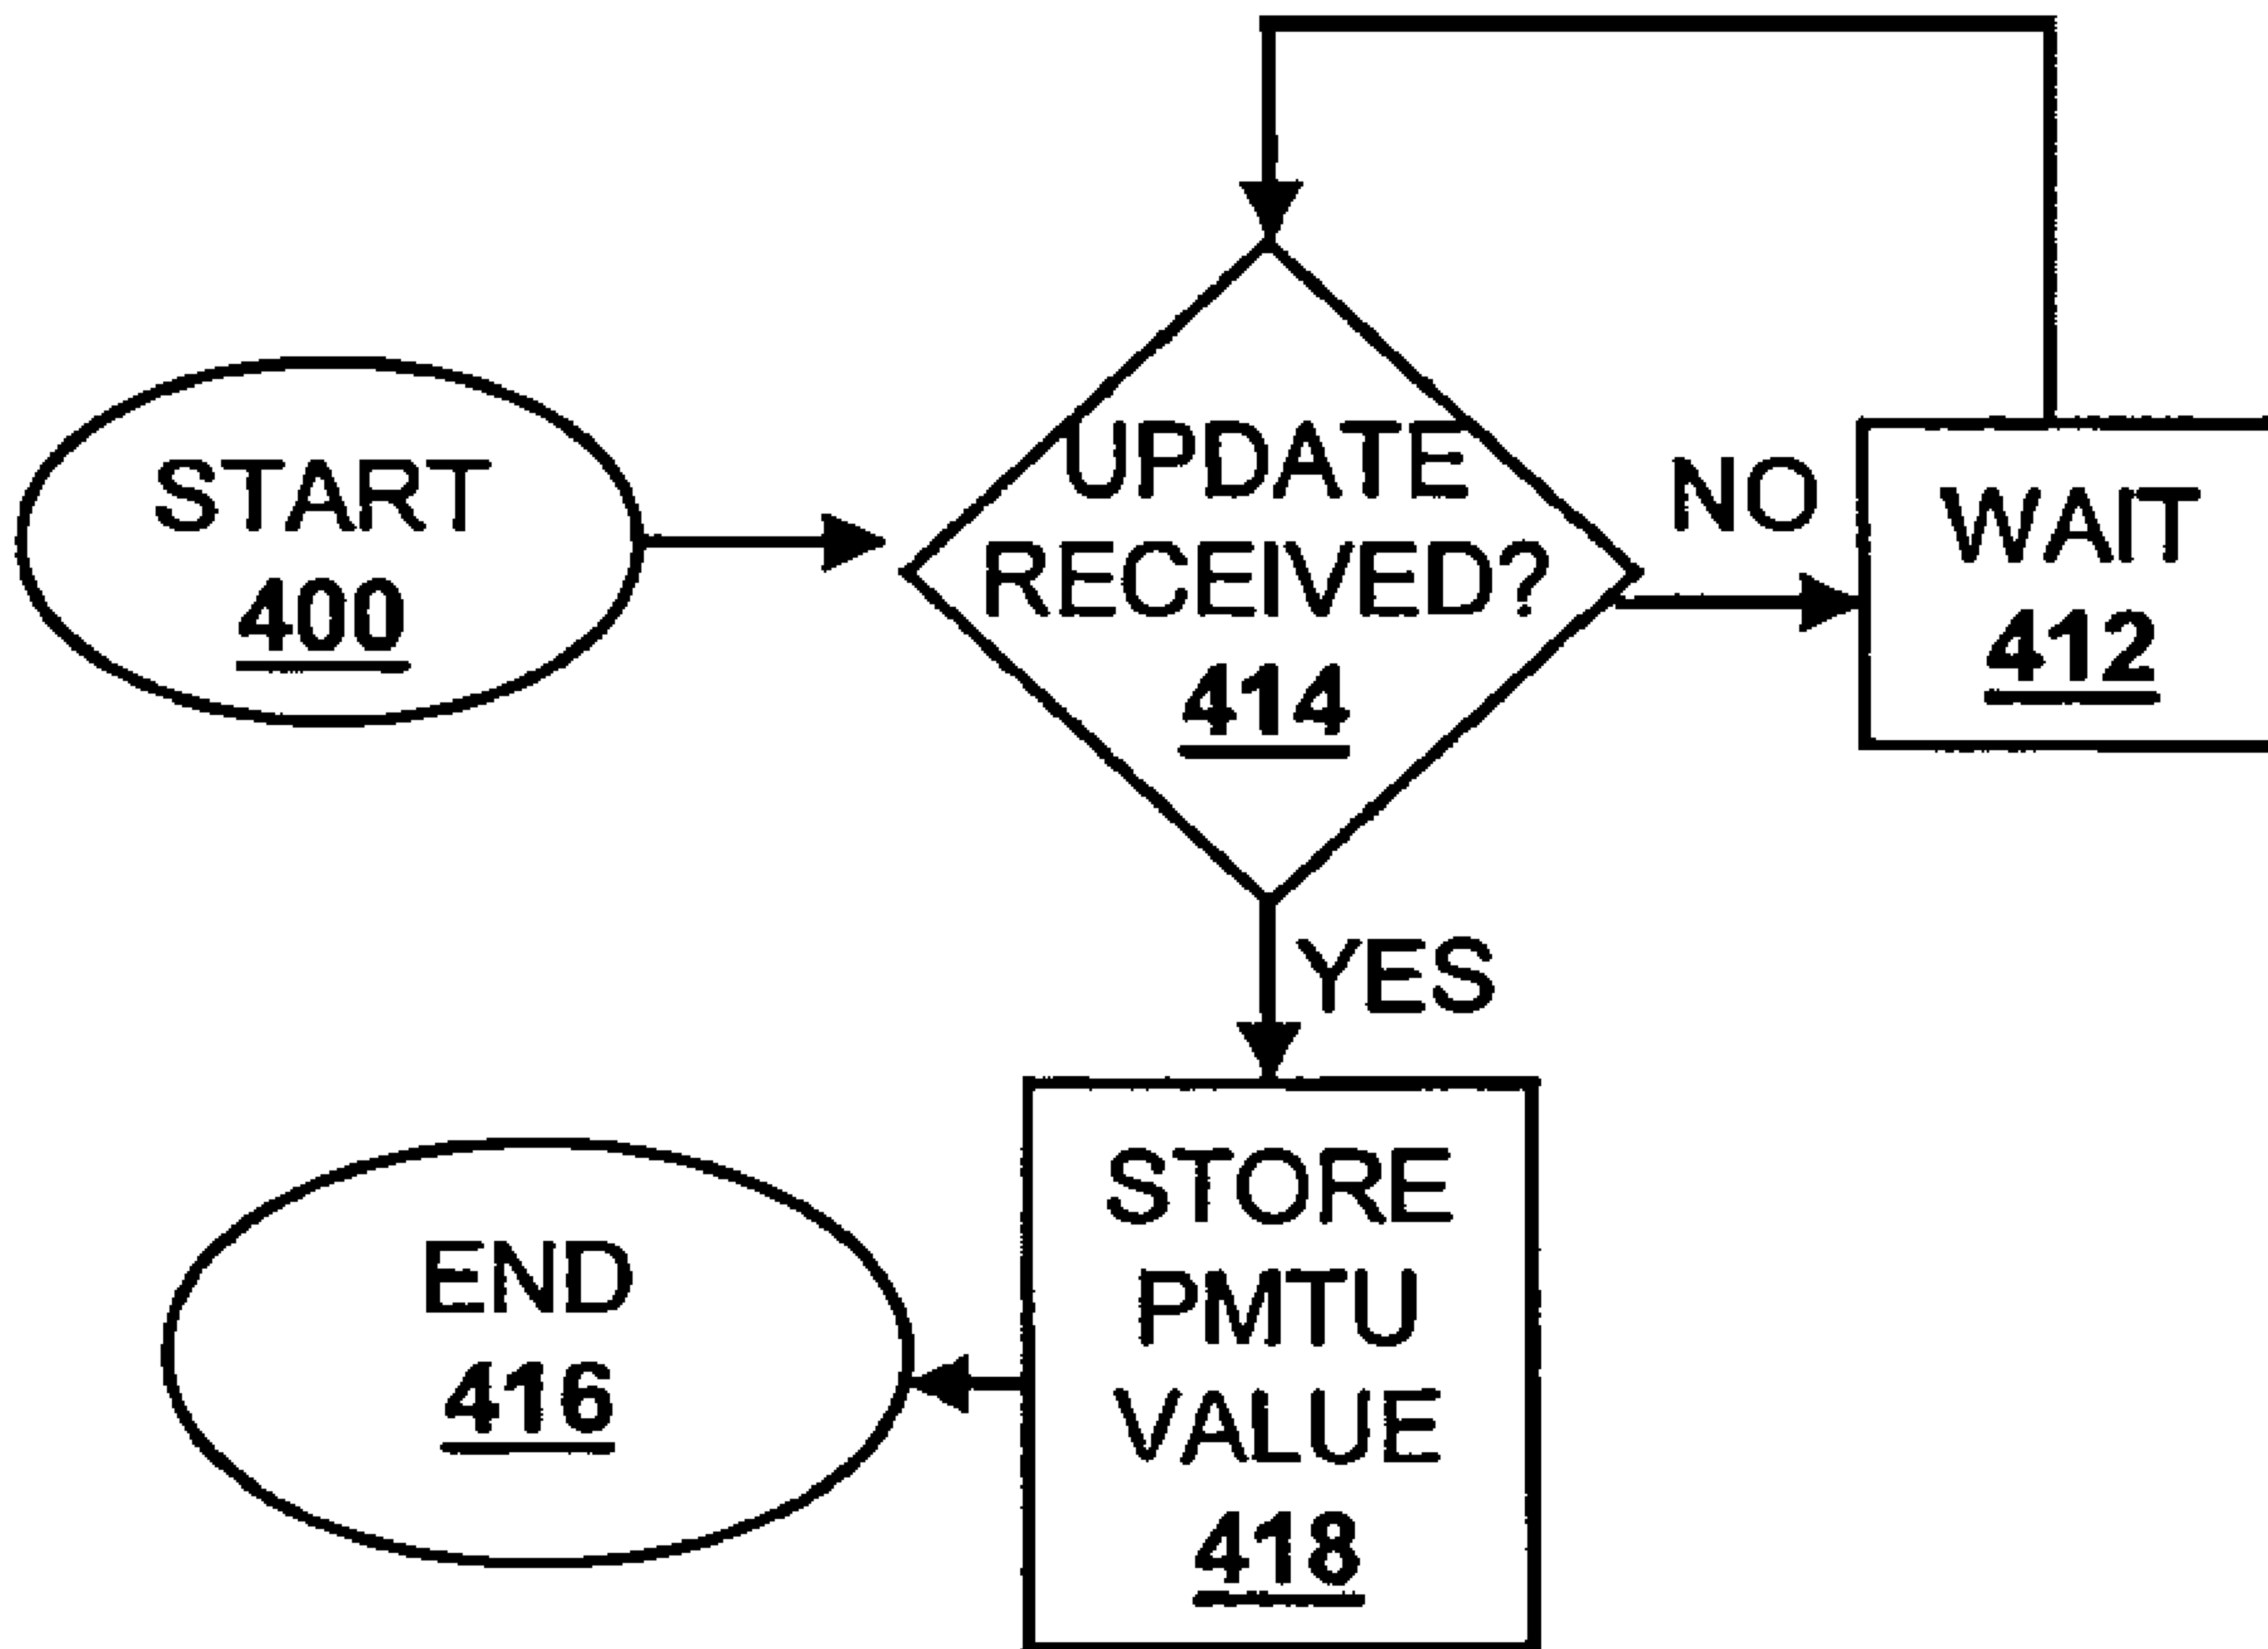 START
400
UPDATE
RECEIVED?
414
NO
WAIT
412
YES
STORE
PMTU
VALUE
418
END
416